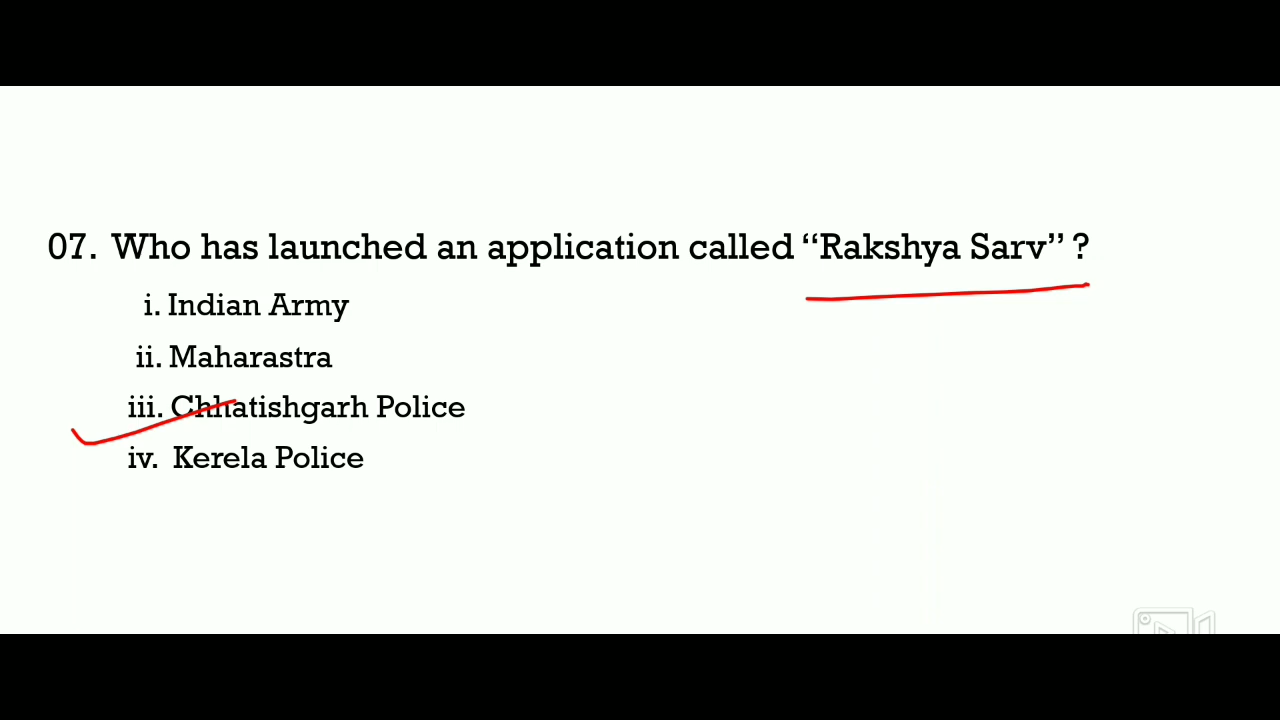 07. Who has launched an application called “Rakshya Sarv” ?
i. Indian Army
ii. Maharastra
iii. Chhatishgarh Police
iv. Kerela Police